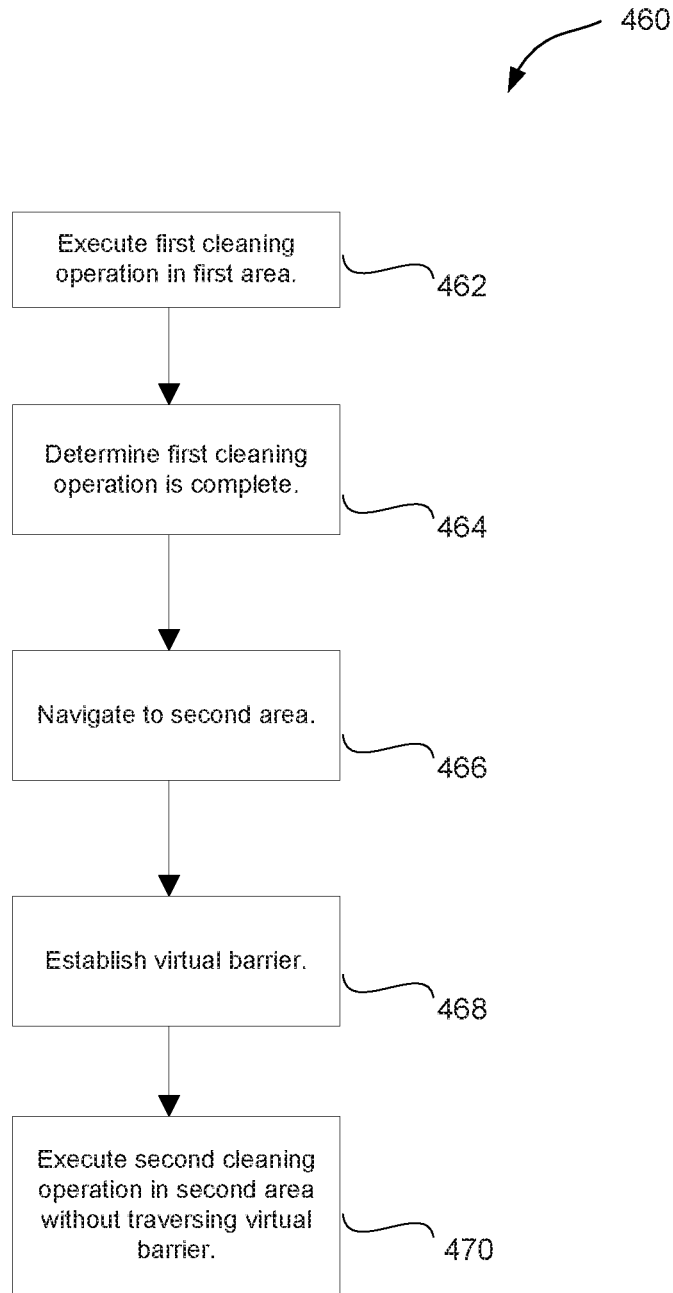 460
Execute first cleaning
operation in first area.
462
Determine first cleaning
operation is complete.
464
Navigate to second area.
466
Establish virtual barrier.
468
Execute second cleaning
operation in second area
without traversing virtual
barrier.
470